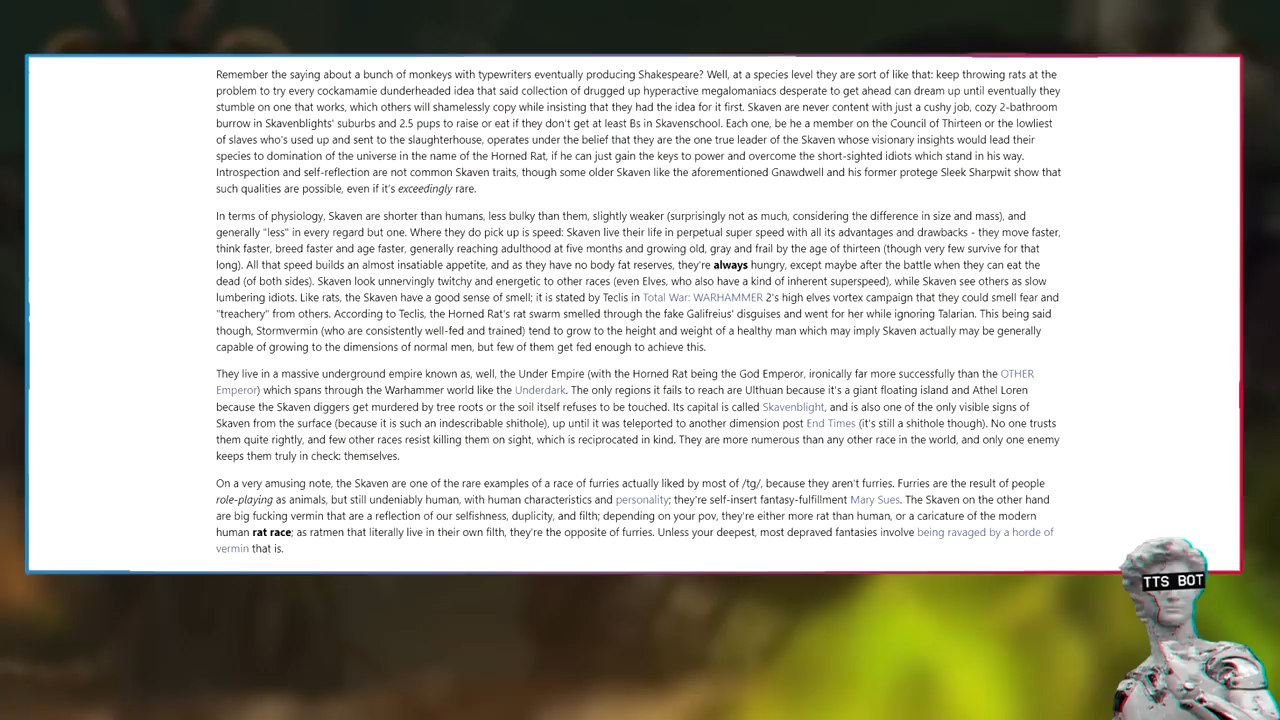 Remember the saying about a bunch of monkeys with typewriters eventually producing Shakespeare? Well, at a species level they are sort of like that: keep throwing rats at the
problem to try every cockamamie dunderheaded idea that said collection of drugged up hyperactive megalomaniacs desperate to get ahead can dream up until eventually they
stumble on one that works, which others will shamelessly copy while insisting that they had the idea for it first. Skaven are never content with just a cushy job, cozy 2-bathroom
burrow in Skavenblights' suburbs and 2.5 pups to raise or eat if they don't get at least Bs in Skavenschool. Each one, be he a member on the Council of Thirteen or the lowliest
of slaves who's used up and sent to the slaughterhouse, operates under the belief that they are the one true leader of the Skaven whose visionary insights would lead their
species to domination of the universe in the name of the Horned Rat, if he can just gain the keys to power and overcome the short-sighted idiots which stand in his way.
Introspection and self-reflection are not common Skaven traits, though some older Skaven like the aforementioned Gnawdwell and his former protege Sleek Sharpwit show that
such qualities are possible, even if it's exceedingly rare.
In terms of physiology, Skaven are shorter than humans, less bulky than them, slightly weaker (surprisingly not as much, considering the difference in size and mass), and
generally "less" in every regard but one. Where they do pick up is speed: Skaven live their life in perpetual super speed with all its advantages and drawbacks - they move faster,
think faster, breed faster and age faster, generally reaching adulthood at five months and growing old, gray and frail by the age of thirteen (though very few survive for that
long). All that speed builds an almost insatiable appetite, and as they have no body fat reserves, they're always hungry, except maybe after the battle when they can eat the
dead (of both sides). Skaven look unnervingly twitchy and energetic to other races (even Elves, who also have a kind of inherent superspeed), while Skaven see others as slow
lumbering idiots. Like rats, the Skaven have a good sense of smell; it is stated by Teclis in Total War: WARHAMMER 2's high elves vortex campaign that they could smell fear and
"treachery" from others. According to Teclis, the Horned Rat's rat swarm smelled through the fake Galifreius' disguises and went for her while ignoring Talarian. This being said
though, Stormvermin (who are consistently well-fed and trained) tend to grow to the height and weight of a healthy man which may imply Skaven actually may be generally
capable of growing to the dimensions of normal men, but few of them get fed enough to achieve this.
They live in a massive underground empire known as, well, the Under Empire (with the Horned Rat being the God Emperor, ironically far more successfully than the OTHER
Emperor) which spans through the Warhammer world like the Underdark. The only regions it fails to reach are Ulthuan because it's a giant floating island and Athel Loren
because the Skaven diggers get murdered by tree roots or the soil itself refuses to be touched. Its capital is called Skavenblight, and is also one of the only visible signs of
Skaven from the surface (because it is such an indescribable shithole), up until it was teleported to another dimension post End Times (it's still a shithole though). No one trusts
them quite rightly, and few other races resist killing them on sight, which is reciprocated in kind. They are more numerous than any other race in the world, and only one enemy
keeps them truly in check: themselves.
On a very amusing note, the Skaven are one of the rare examples of a race of furries actually liked by most of /tg/, because they aren't furries. Furries are the result of people
role-playing as animals, but still undeniably human, with human characteristics and personality; they're self-insert fantasy-fulfillment Mary Sues. The Skaven on the other hand
are big fucking vermin that are a reflection of our selfishness, duplicity, and filth; depending on your pov, they're either more rat than human, or a caricature of the modern
human rat race; as ratmen that literally live in their own filth, they're the opposite of furries. Unless your deepest, most depraved fantasies involve being ravaged by a horde of
vermin that is.
TTS BOT